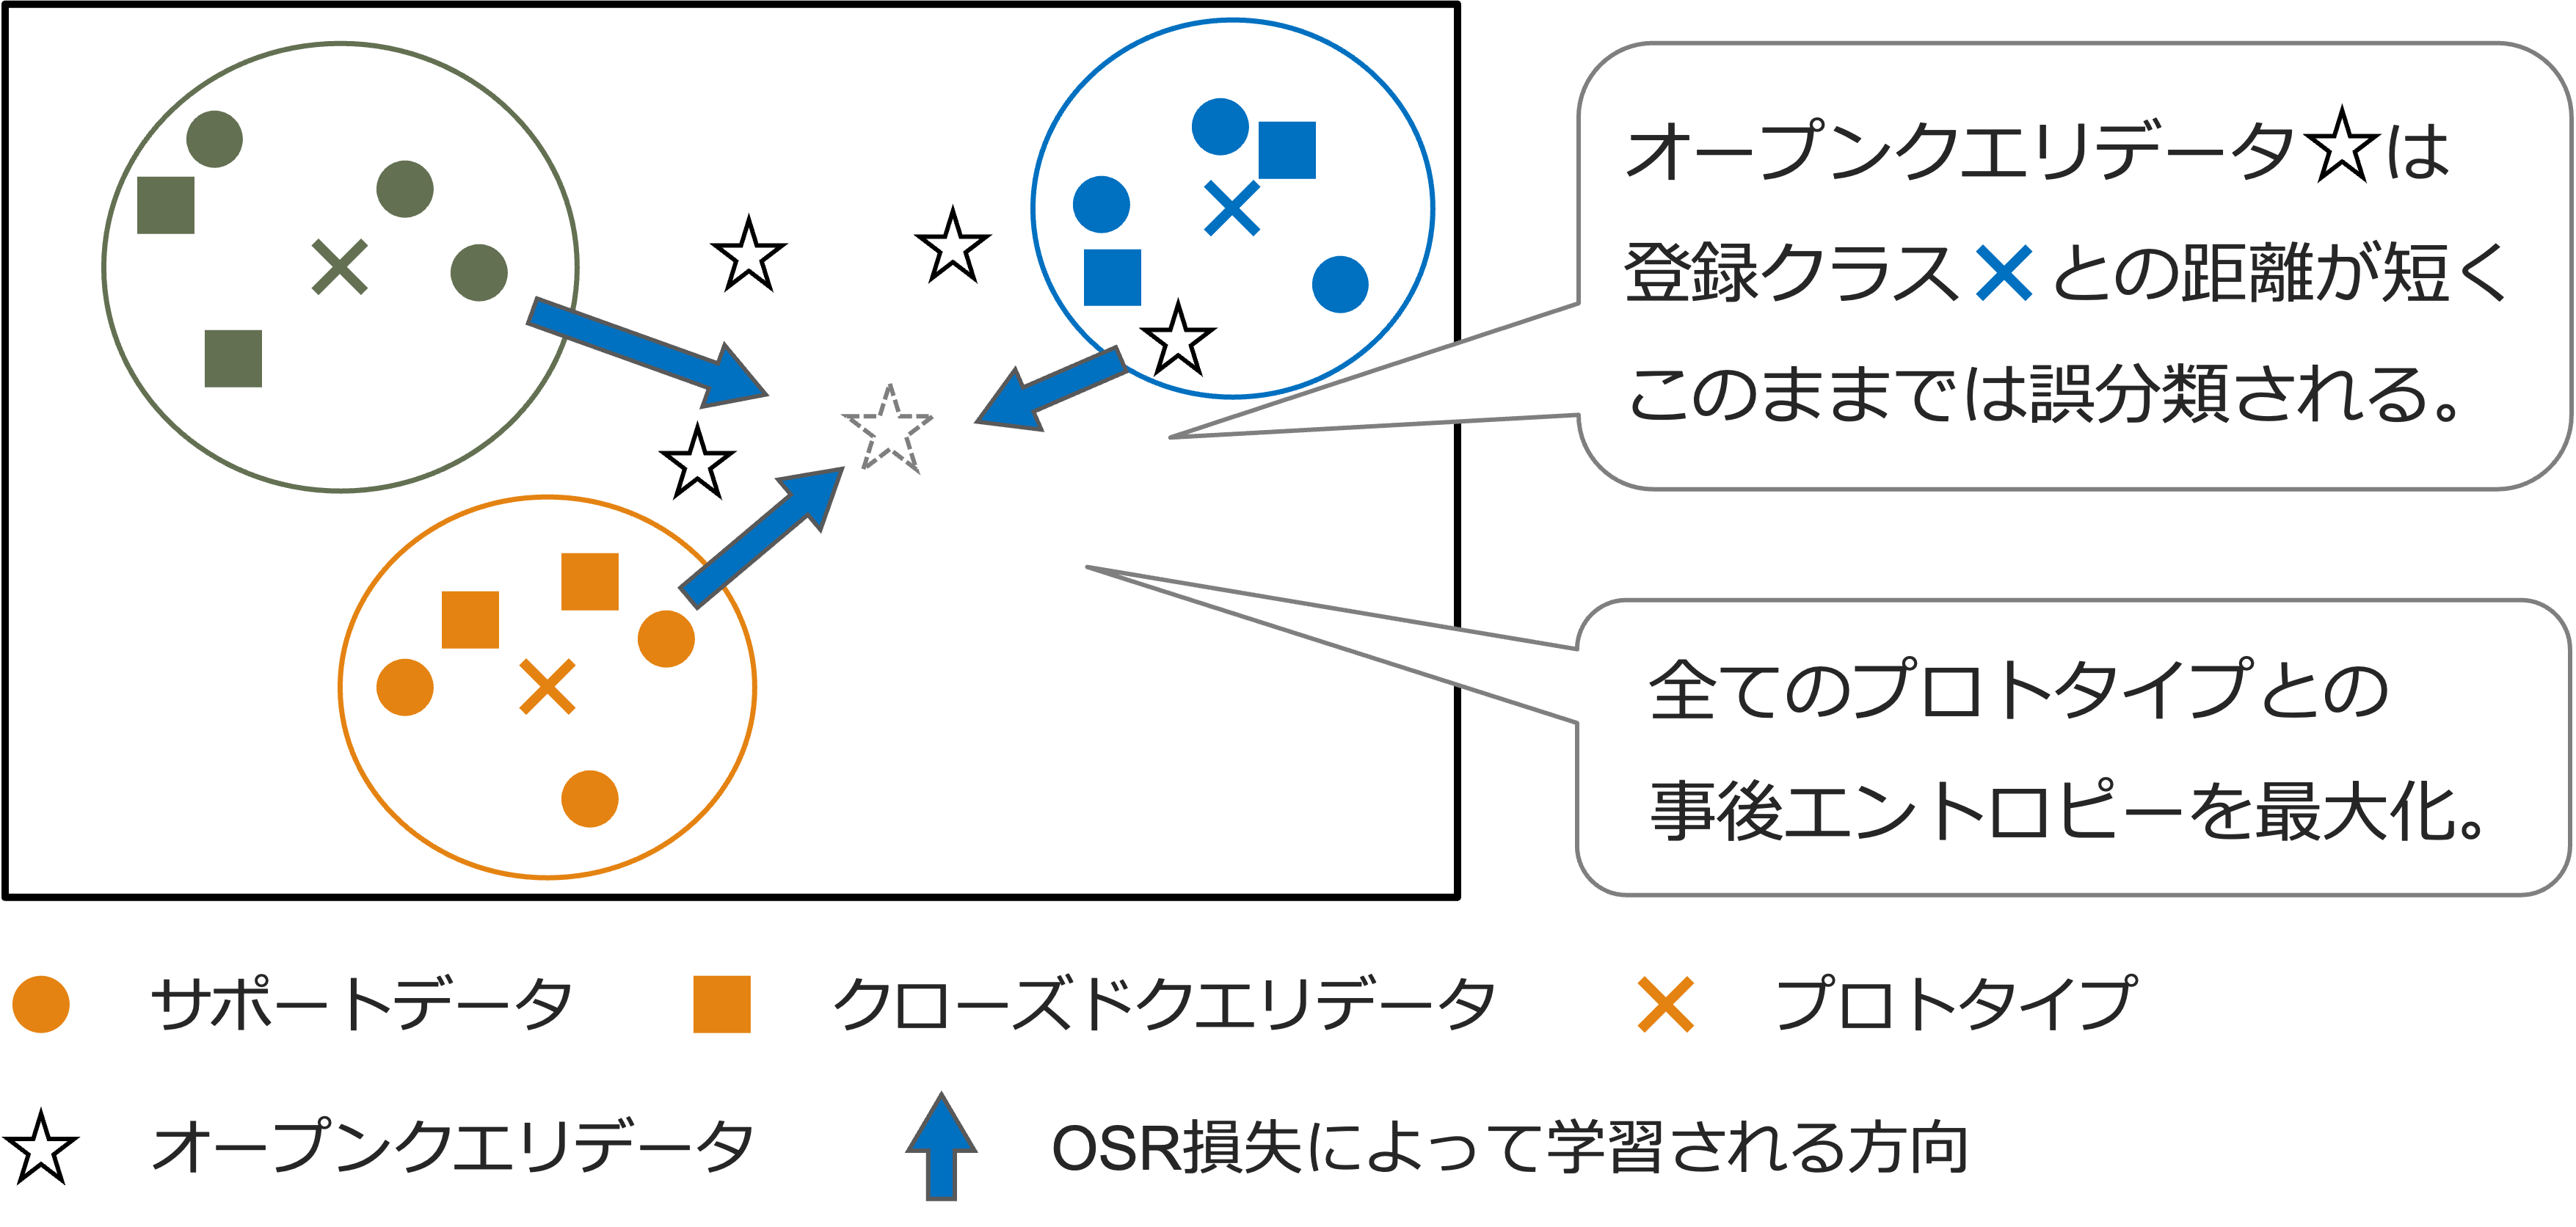 オープンクエリデータ☆は
登録クラス×との距離が短く
このままでは誤分類される。
全てのプロトタイプとの
事後エントロピーを最大化。
サポートデータ
クローズドクエリデータ
プロトタイプ
オープンクエリデータ
OSR損失によって学習される方向